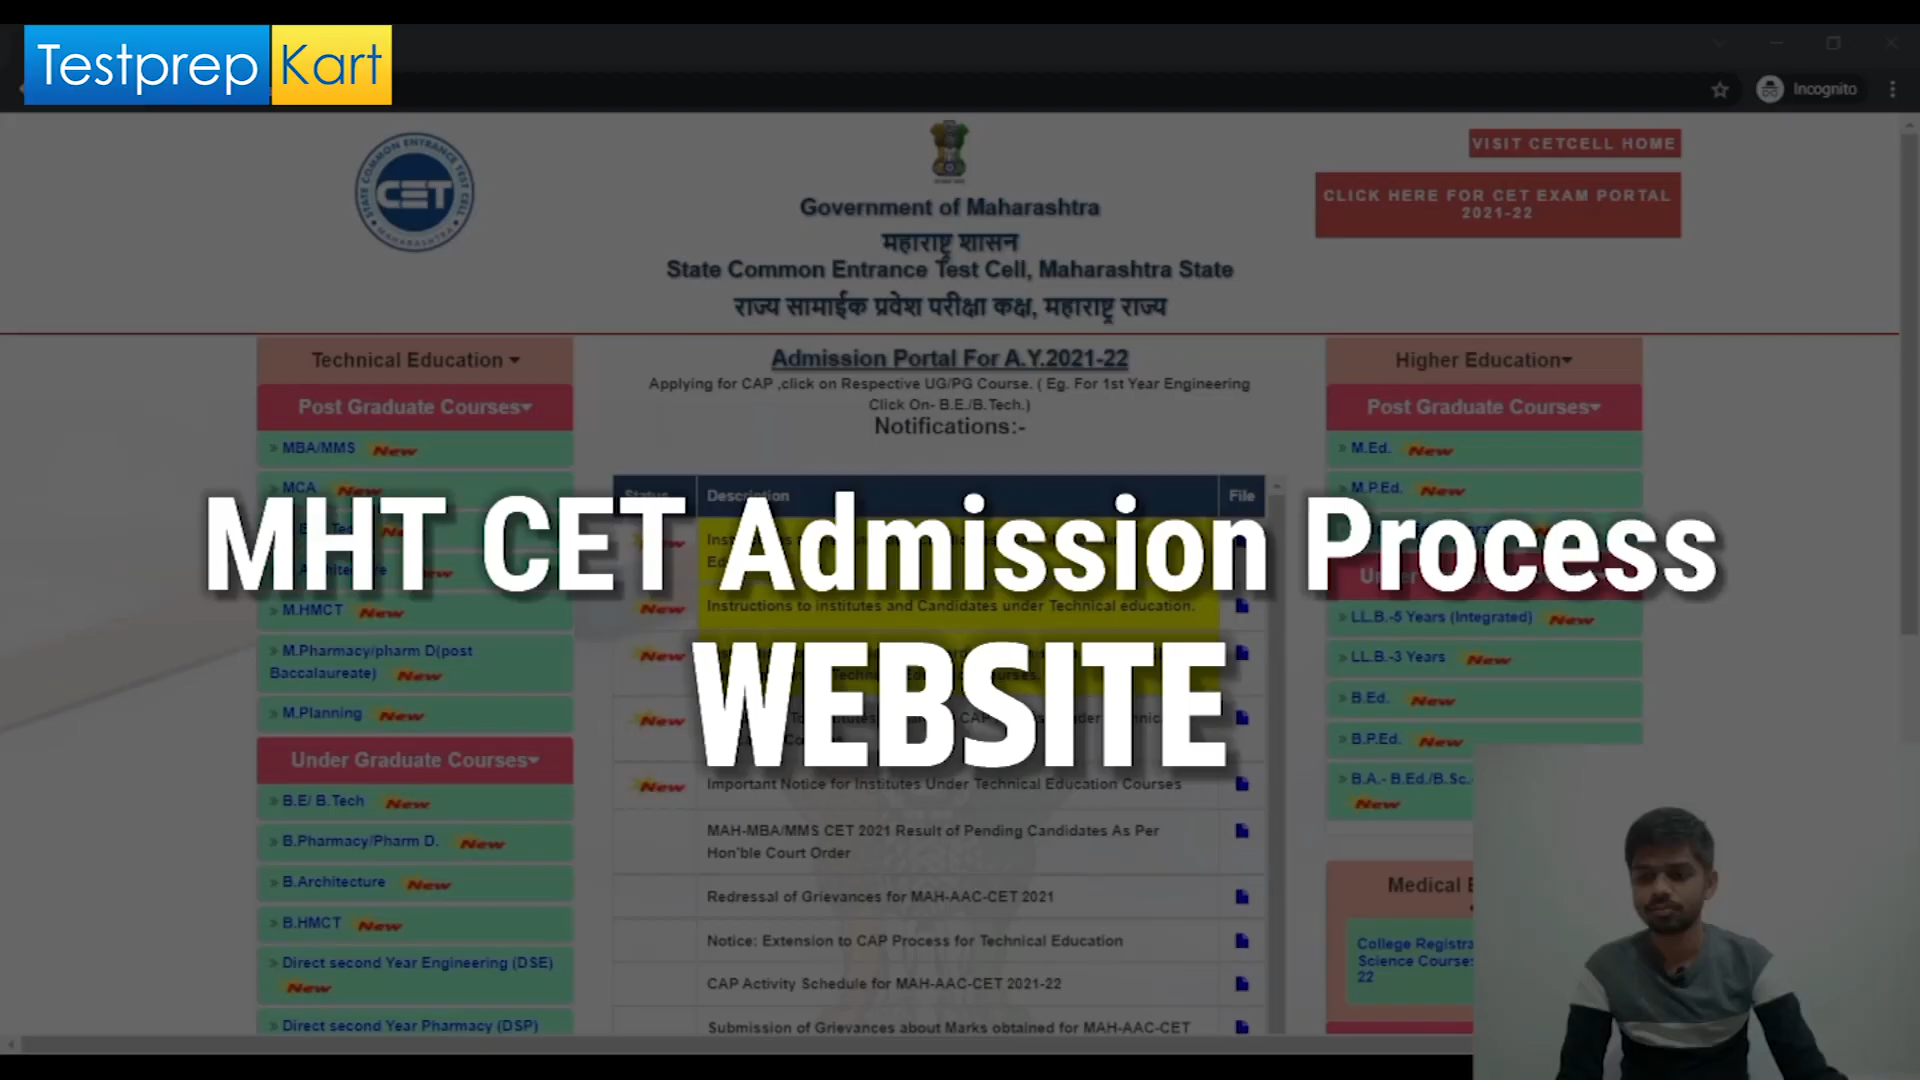 Testprep Kart
Incognito
STATE COMMON ENTRANCE TEST CELL
CET
MAHARASHTRA
VISIT CETCELL HOME
CLICK HERE FOR CET EXAM PORTAL
2021-22
Government of Maharashtra
महाराष्ट्र शासन
State Common Entrance Test Cell, Maharashtra State
राज्य सामाईक प्रवेश परीक्षा कक्ष, महाराष्ट्र राज्य
Technical Education
Post Graduate Courses
» MBA/MMS New
» MCA New
New
New
» M.HMCT New
» M.Pharmacy/pharm D(post
Baccalaureate) New
» M.Planning New
Under Graduate Courses
» B.E/ B.Tech New
» B.Pharmacy/Pharm D. New
» B.Architecture New
» B.HMCT New
» Direct second Year Engineering (DSE)
New
» Direct second Year Pharmacy (DSP)
Admission Portal For A.Y.2021-22
Applying for CAP ,click on Respective UG/PG Course. ( Eg. For 1st Year Engineering
Click On- B.E./B.Tech.)
Notifications:-
Status Description File
MHT CET Admission Process
WEBSITE
New Instructions to institutes and Candidates under Technical education.
New
New
New Important Notice for Institutes Under Technical Education Courses
MAH-MBA/MMS CET 2021 Result of Pending Candidates As Per
Hon'ble Court Order
Redressal of Grievances for MAH-AAC-CET 2021
Notice: Extension to CAP Process for Technical Education
CAP Activity Schedule for MAH-AAC-CET 2021-22
Submission of Grievances about Marks obtained for MAH-AAC-CET
Higher Education
Post Graduate Courses
» M.Ed. New
» M.P.Ed. New
» LL.B.-5 Years (Integrated) New
» LL.B.-3 Years New
» B.Ed. New
» B.P.Ed. New
» B.A.- B.Ed./B.Sc.-
New
Medical
College Registra
Science Course
22